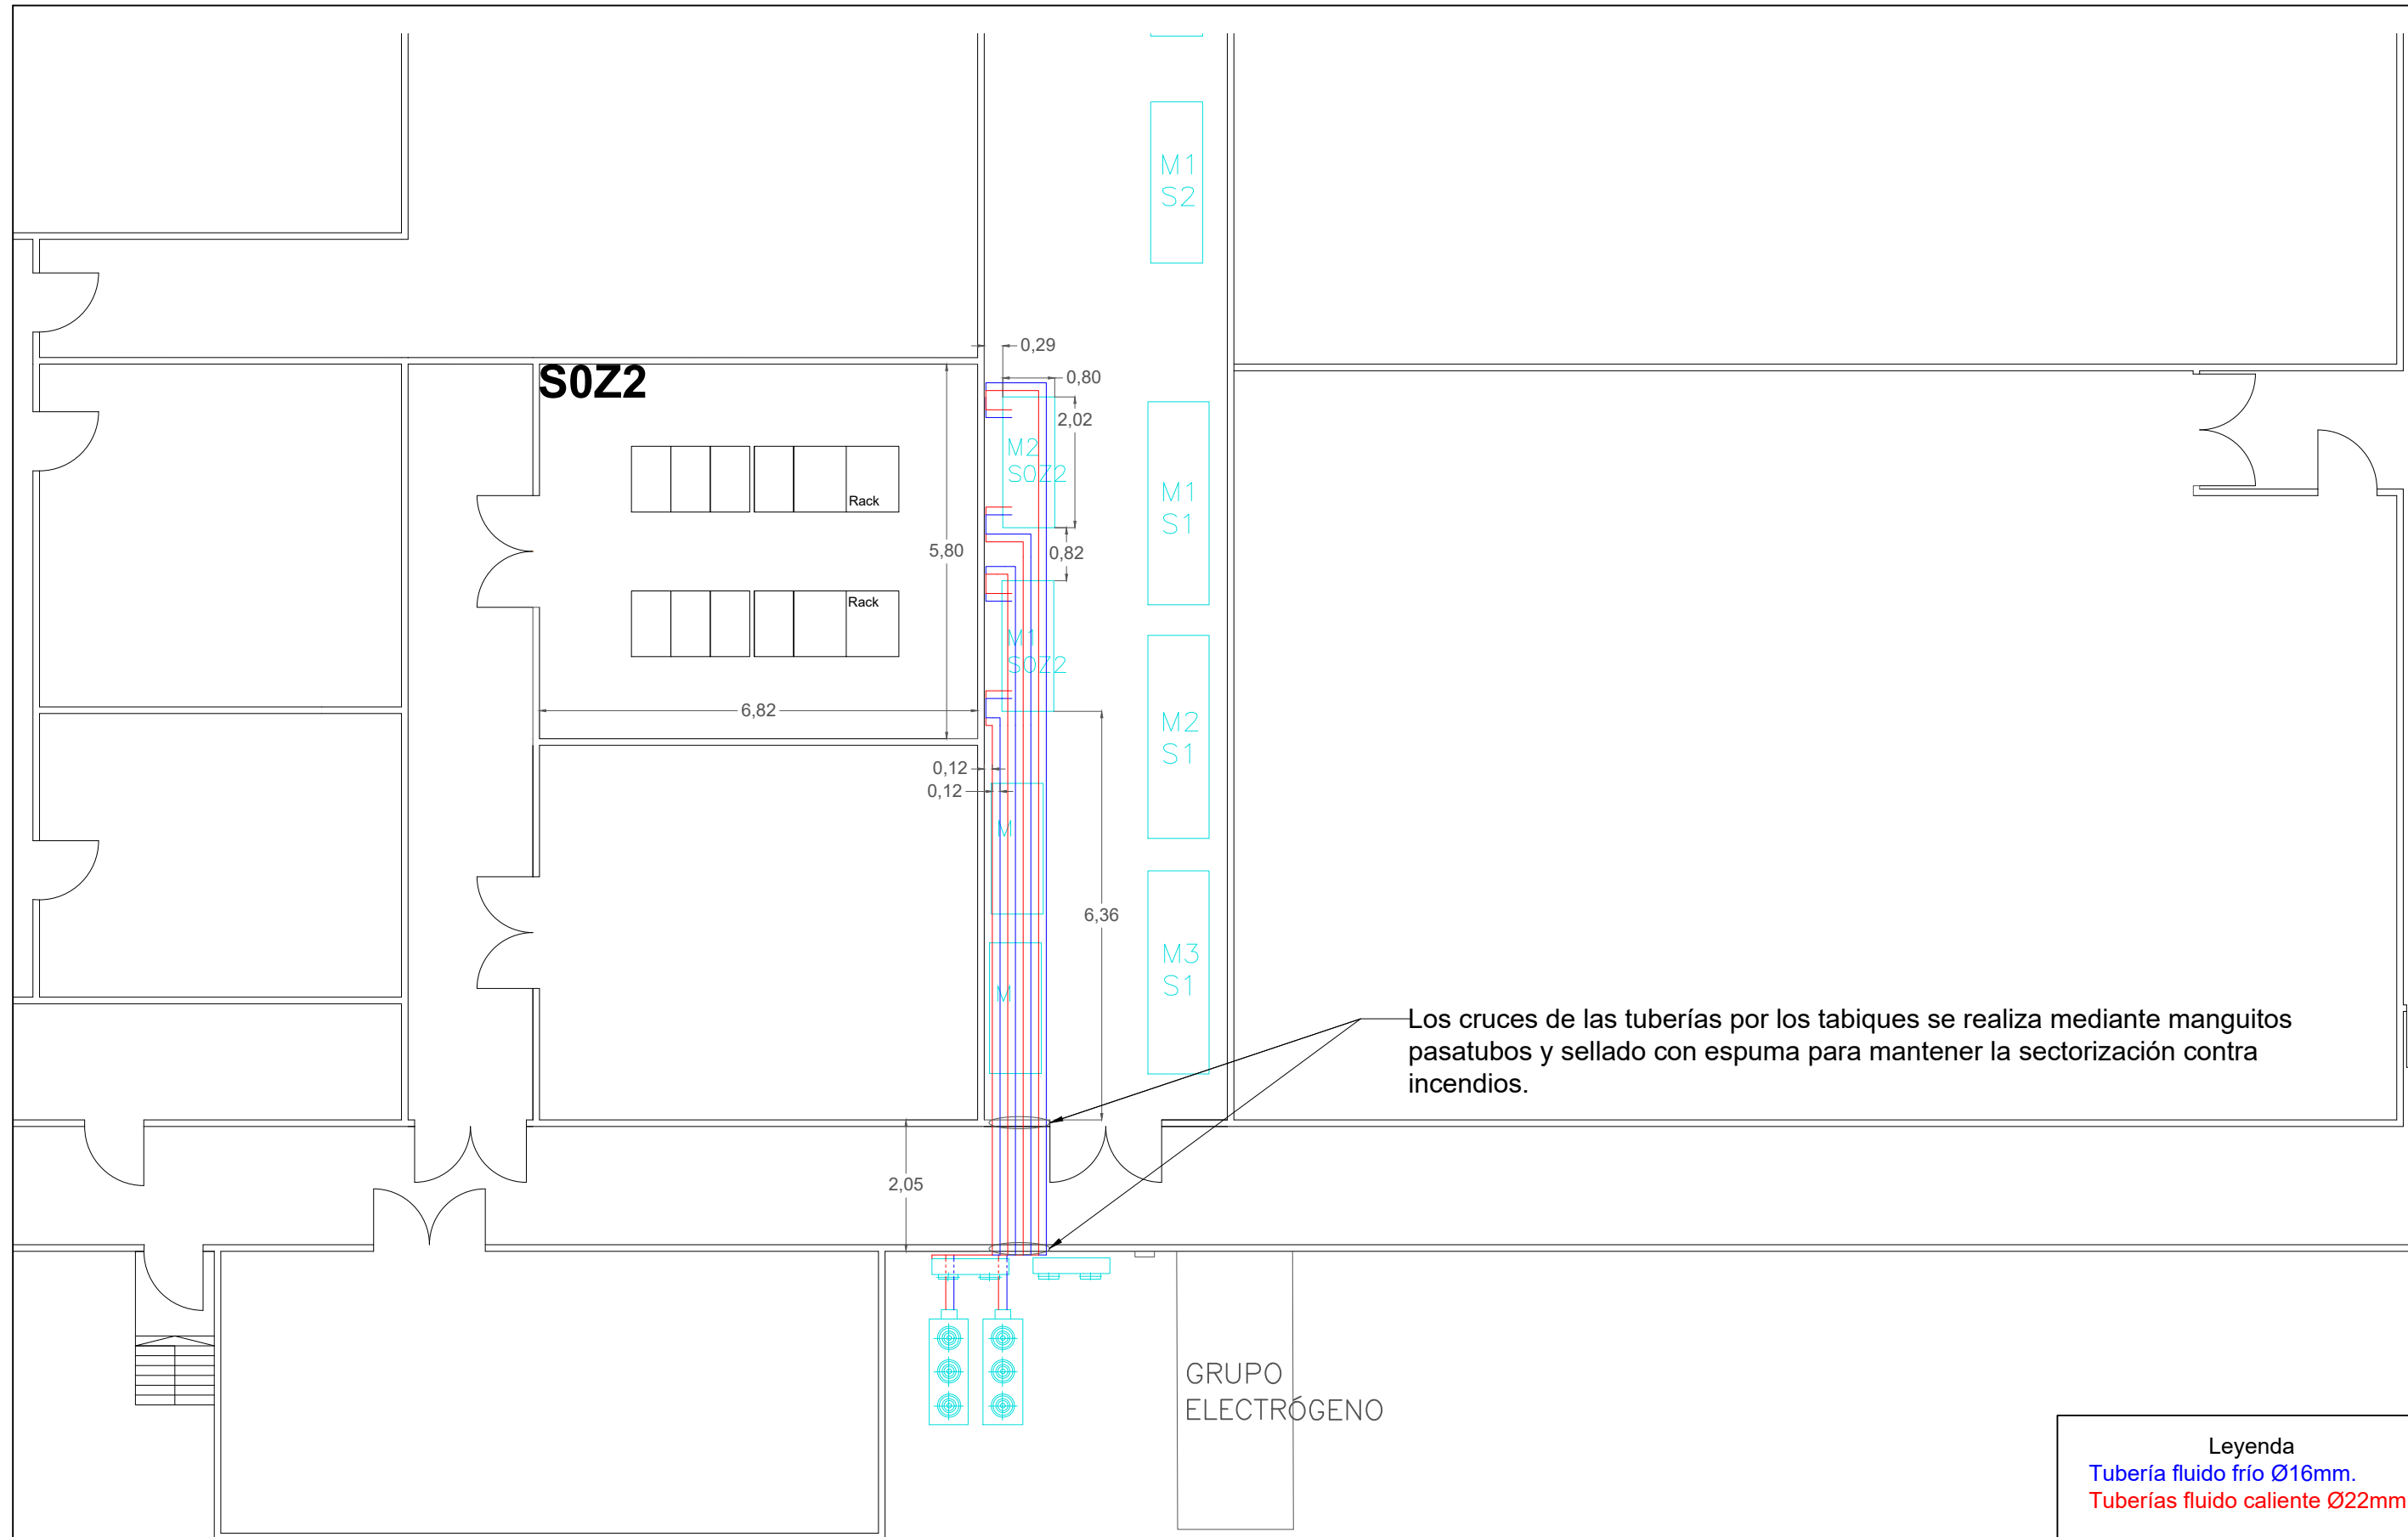 M1
S2
0,29
S0Z2
0,80
2,02
M2
S0Z2
M1
S1
Rack
5,80
0,82
Rack
M1
S0Z2
6,82
M2
S1
0,12
0,12
M
6,36
M3
S1
M
Los cruces de las tuberías por los tabiques se realiza mediante manguitos
pasatubos y sellado con espuma para mantener la sectorización contra
incendios.
2,05
GRUPO
ELECTRÓGENO
Leyenda
Tubería fluido frío Ø16mm.
Tuberías fluido caliente Ø22mm